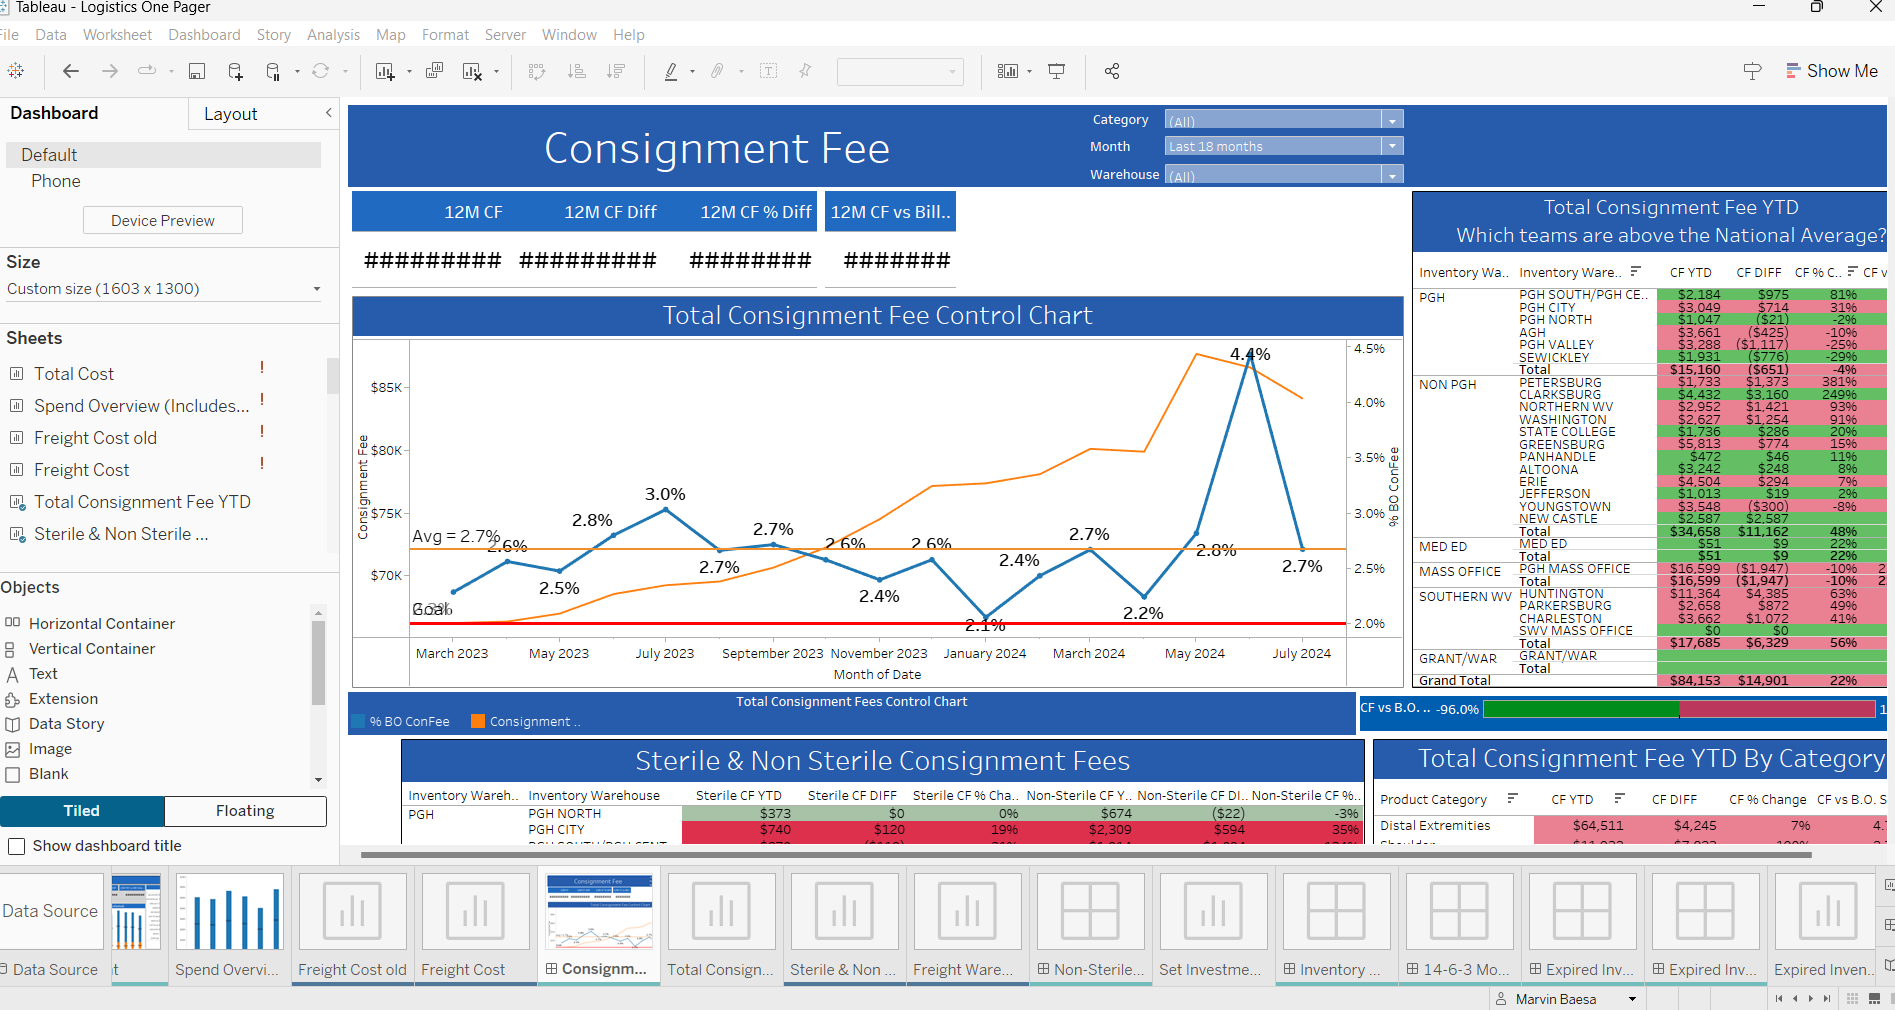 Tableau - Logistics One Pager
File Data Worksheet Dashboard Story Analysis Map Format Server Window Help
Show Me
Dashboard
Layout
Default
Phone
Device Preview
Size
Custom size (1603 x 1300)
Sheets
Total Cost
Spend Overview (Includes...
Freight Cost old
Freight Cost
Total Consignment Fee YTD
Sterile & Non Sterile ...
Objects
Horizontal Container
Vertical Container
Text
Extension
Data Story
Image
Blank
Tiled
Floating
Show dashboard title
Consignment Fee
Category (All)
Month Last 18 months
Warehouse (All)
12M CF 12M CF Diff 12M CF % Diff 12M CF vs Bill..
######### ######### ######## #######
Total Consignment Fee Control Chart
Consignment Fee
$85K
$80K
$75K
$70K
4.5%
4.0%
3.5%
3.0%
2.5%
2.0%
% BO ConFee
Avg = 2.7%
Goal
2.6%
2.5%
2.8%
3.0%
2.7%
2.7%
2.6%
2.4%
2.6%
2.1%
2.4%
2.7%
2.2%
2.8%
4.4%
2.7%
March 2023 May 2023 July 2023 September 2023 November 2023 January 2024 March 2024 May 2024 July 2024
Month of Date
Total Consignment Fees Control Chart
% BO ConFee Consignment ..
Total Consignment Fee YTD
Which teams are above the National Average?
Inventory Wa.. Inventory Ware.. CF YTD CF DIFF CF % C.. CF v
PGH PGH SOUTH/PGH CE.. $2,184 $975 81%
PGH CITY $3,049 $714 31%
PGH NORTH $1,047 ($21) -2%
AGH $3,661 ($425) -10%
PGH VALLEY $3,288 ($1,117) -25%
SEWICKLEY $1,931 ($776) -29%
Total $15,160 ($651) -4%
NON PGH PETERSBURG $1,733 $1,373 381%
CLARKSBURG $4,432 $3,160 249%
NORTHERN WV $2,952 $1,421 93%
WASHINGTON $2,627 $1,254 91%
STATE COLLEGE $1,736 $286 20%
GREENSBURG $5,813 $774 15%
PANHANDLE $472 $46 11%
ALTOONA $3,242 $248 8%
ERIE $4,504 $294 7%
JEFFERSON $1,013 $19 2%
YOUNGSTOWN $3,548 ($300) -8%
NEW CASTLE $2,587 $2,587
Total $34,658 $11,162 48%
MED ED MED ED $51 $9 22%
Total $51 $9 22%
MASS OFFICE PGH MASS OFFICE $16,599 ($1,947) -10% 2
Total $16,599 ($1,947) -10% 2
SOUTHERN WV HUNTINGTON $11,364 $4,385 63%
PARKERSBURG $2,658 $872 49%
CHARLESTON $3,662 $1,072 41%
SWV MASS OFFICE $0 $0
Total $17,685 $6,329 56%
GRANT/WAR GRANT/WAR
Total
Grand Total $84,153 $14,901 22%
CF vs B.O. .. -96.0% 1
Sterile & Non Sterile Consignment Fees
Inventory Wareh.. Inventory Warehouse Sterile CF YTD Sterile CF DIFF Sterile CF % Cha.. Non-Sterile CF Y.. Non-Sterile CF DI.. Non-Sterile CF %..
PGH PGH NORTH $373 $0 0% $674 ($22) -3%
PGH CITY $740 $120 19% $2,309 $594 35%
Total Consignment Fee YTD By Category
Product Category CF YTD CF DIFF CF % Change CF vs B.O. S
Distal Extremities $64,511 $4,245 7% 4.
Data Source
Data Source t Spend Overvi... Freight Cost old Freight Cost Consignm... Total Consign... Sterile & Non ... Freight Ware... Non-Sterile... Set Investme... Inventory ... 14-6-3 Mo... Expired Inv... Expired Inv... Expired Inven...
Marvin Baesa